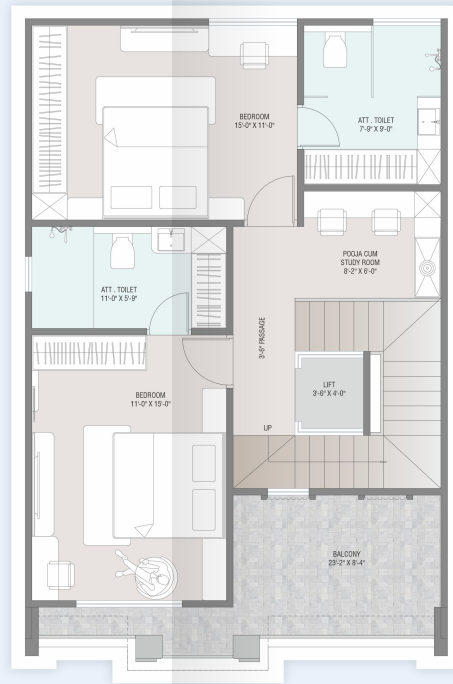 BEDROOM
15'-0" X 11'-0"
ATT . TOILET
7'-9" X 9'-0"
POOJA CUM
STUDY ROOM
8'-2" X 6'-0"
ATT . TOILET
11'-0" X 5'-9"
3'-6" PASSAGE
LIFT
3'-6" X 4'-0"
BEDROOM
11'-0" X 15'-0"
UP
BALCONY
23'-2" X 8'-4"